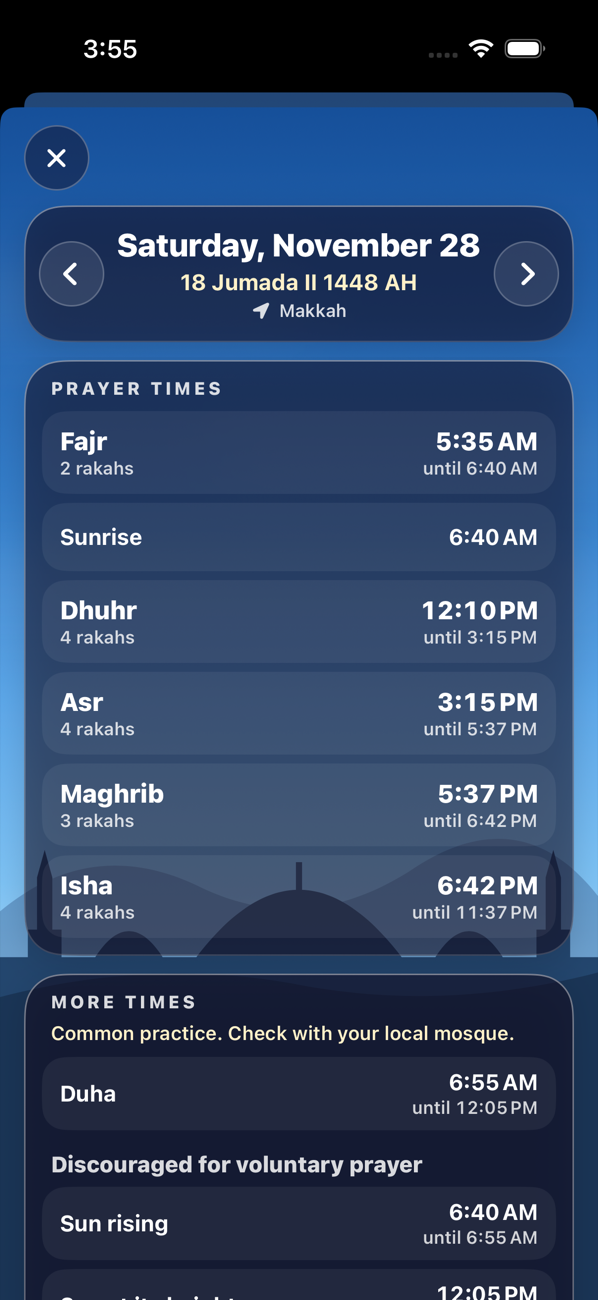 3:55
Saturday, November 28
18 Jumada II 1448 AH
Makkah
PRAYER TIMES
Fajr
5:35 AM
2 rakahs
until 6:40 AM
Sunrise
6:40 AM
Dhuhr
12:10 PM
4 rakahs
until 3:15 PM
Asr
3:15 PM
4 rakahs
until 5:37 PM
Maghrib
5:37 PM
3 rakahs
until 6:42 PM
Isha
6:42 PM
4 rakahs
until 11:37 PM
MORE TIMES
Common practice. Check with your local mosque.
Duha
6:55 AM
until 12:05 PM
Discouraged for voluntary prayer
Sun rising
6:40 AM
until 6:55 AM
12:05 PM